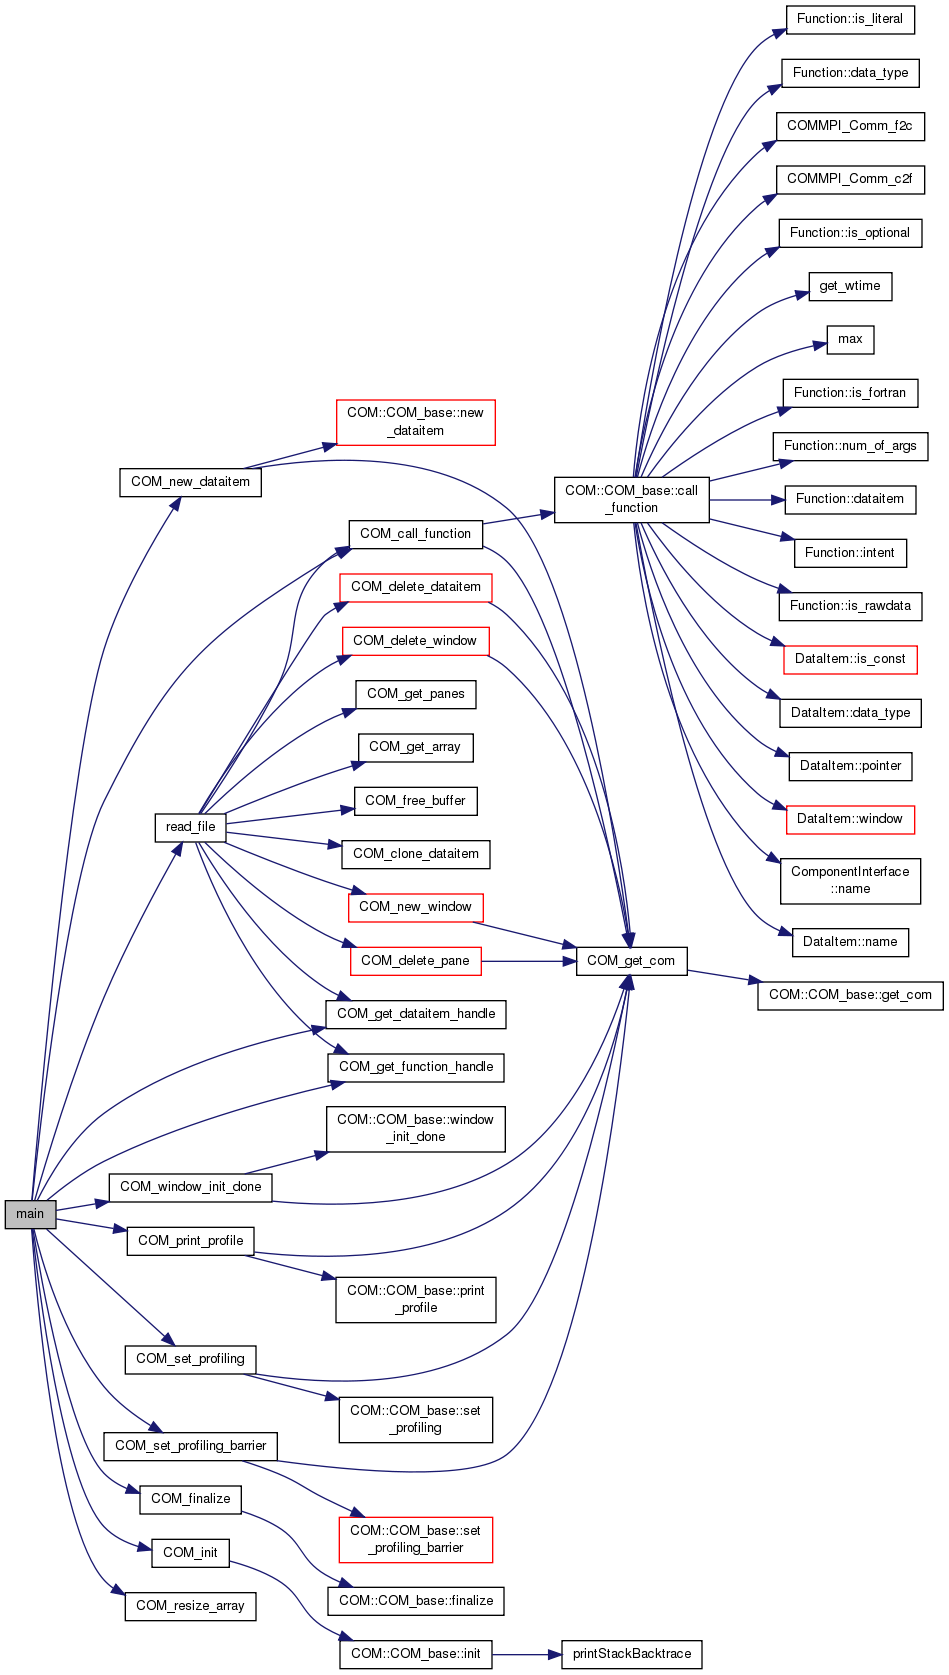 Function::is_literal
Function::data_type
COMMPI_Comm_f2c
COMMPI_Comm_c2f
Function::is_optional
get_wtime
max
Function::is_fortran
COM::COM_base::new
_dataitem
Function::num_of_args
COM_new_dataitem
COM::COM_base::call
_function
Function::dataitem
COM_call_function
Function::intent
COM_delete_dataitem
Function::is_rawdata
COM_delete_window
DataItem::is_const
COM_get_panes
DataItem::data_type
COM_get_array
DataItem::pointer
COM_free_buffer
DataItem::window
read_file
COM_clone_dataitem
ComponentInterface
::name
COM_new_window
DataItem::name
COM_delete_pane
COM_get_com
COM::COM_base::get_com
COM_get_dataitem_handle
COM_get_function_handle
COM::COM_base::window
_init_done
COM_window_init_done
main
COM_print_profile
COM::COM_base::print
_profile
COM_set_profiling
COM::COM_base::set
_profiling
COM_set_profiling_barrier
COM_finalize
COM::COM_base::set
_profiling_barrier
COM_init
COM::COM_base::finalize
COM_resize_array
COM::COM_base::init
printStackBacktrace